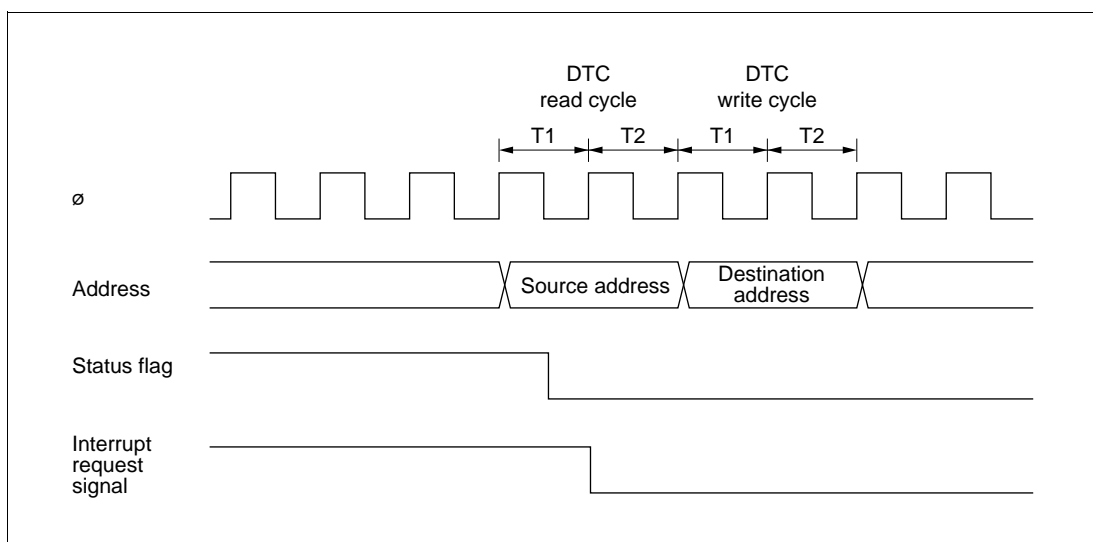 DTC
read cycle
DTC
write cycle
T1
T2
T1
T2
ø
Address
Source address
Destination
address
Status flag
Interrupt
request
signal